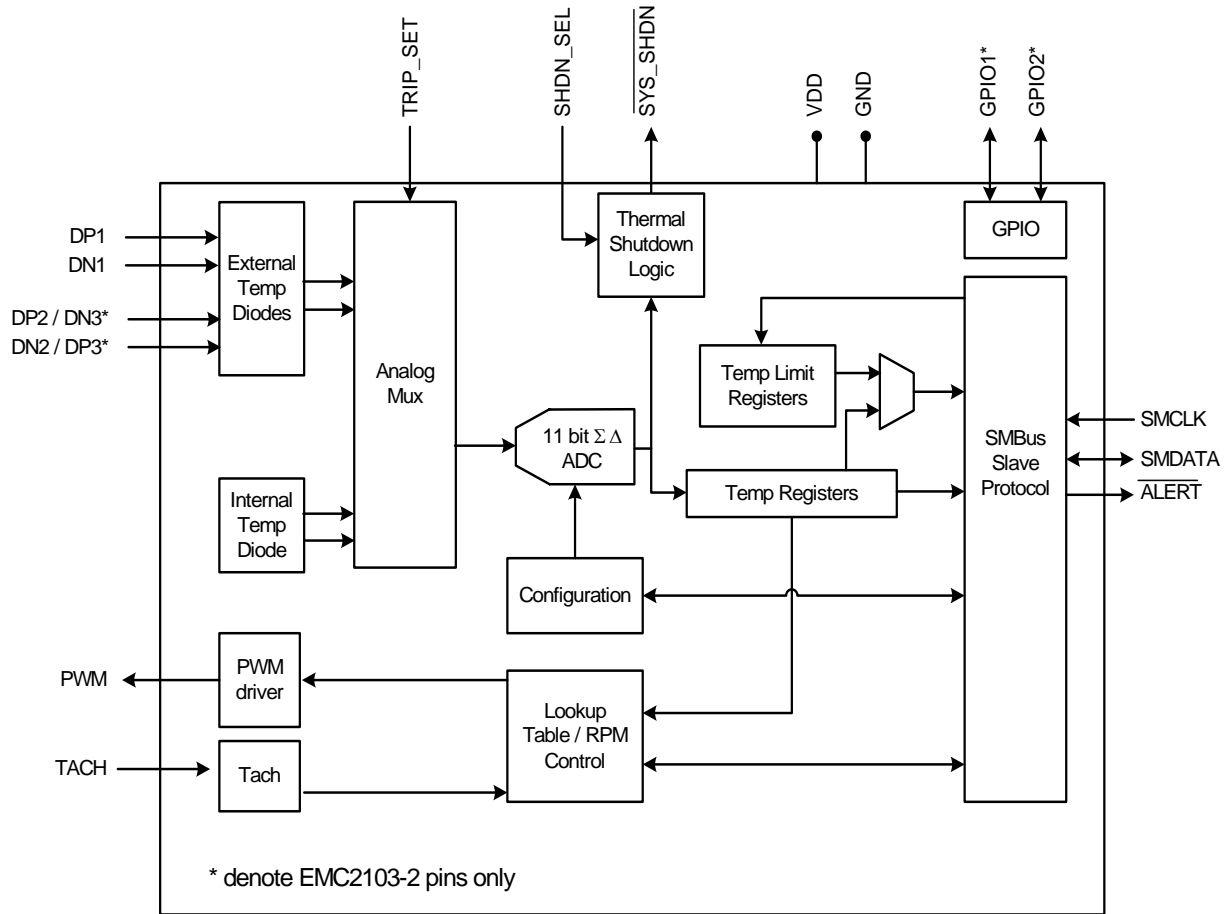 TRIP_SET
SHDN_SEL
SYS_SHDN
VDD
GND
GPIO1*
GPIO2*
DP1
DN1
DP2 / DN3*
DN2 / DP3*
External
Temp
Diodes
Analog
Mux
Thermal
Shutdown
Logic
GPIO
Temp Limit
Registers
11 bit Σ Δ
ADC
Temp Registers
SMBus
Slave
Protocol
SMCLK
SMDATA
ALERT
Internal
Temp
Diode
Configuration
PWM
PWM
driver
Lookup
Table / RPM
Control
TACH
Tach
* denote EMC2103-2 pins only